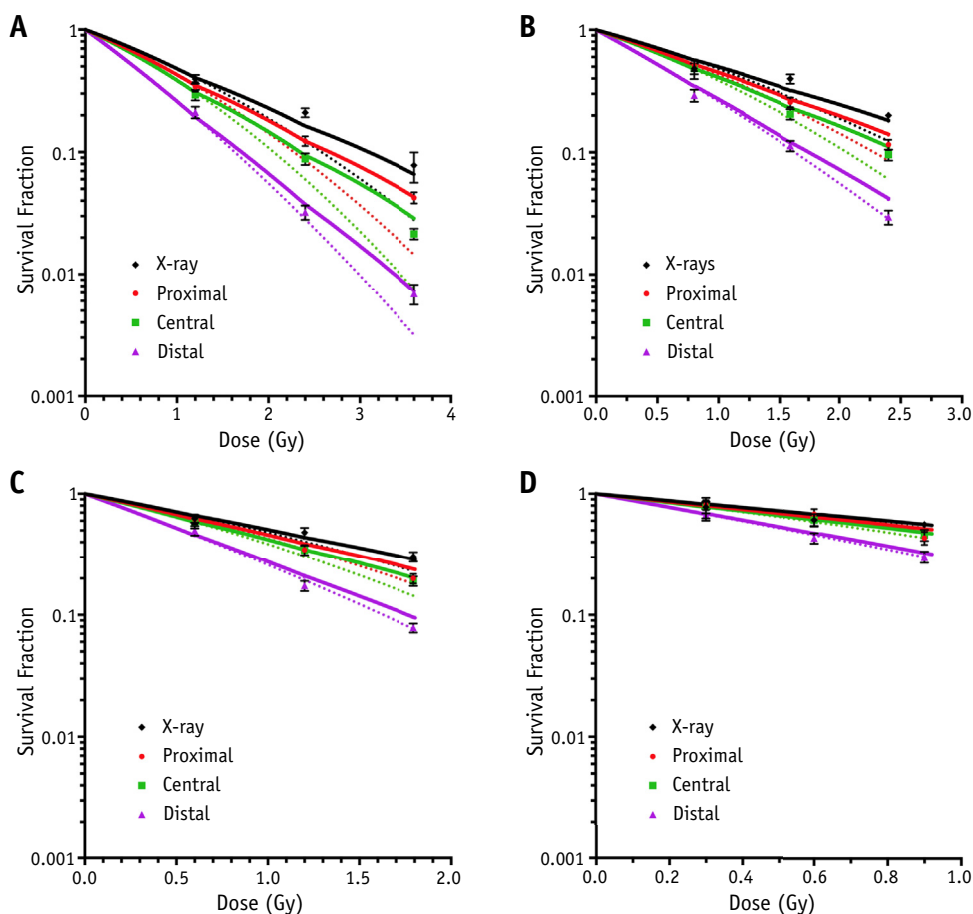 A
1
0.1
0.01
0.001
Survival Fraction
X-ray
Proximal
Central
Distal
0 1 2 3 4
Dose (Gy)
B
1
0.1
0.01
0.001
Survival Fraction
X-rays
Proximal
Central
Distal
0.0 0.5 1.0 1.5 2.0 2.5 3.0
Dose (Gy)
C
1
0.1
0.01
0.001
Survival Fraction
X-ray
Proximal
Central
Distal
0.0 0.5 1.0 1.5 2.0
Dose (Gy)
D
1
0.1
0.01
0.001
Survival Fraction
X-ray
Proximal
Central
Distal
0.0 0.2 0.4 0.6 0.8 1.0
Dose (Gy)